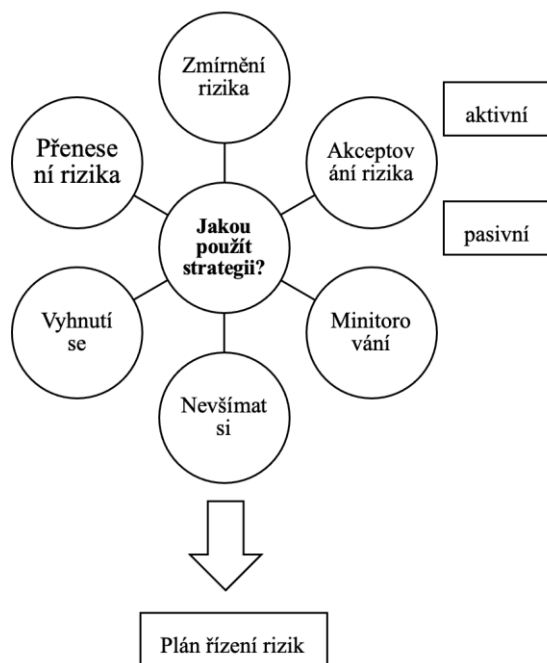 Zmírnění
rizika
aktivní
Přenese
ní rizika
Akceptov
ání rizika
Jakou
použít
strategii?
pasivní
Vyhnutí
se
Minitoro
vání
Nevšímat
si
Plán řízení rizik